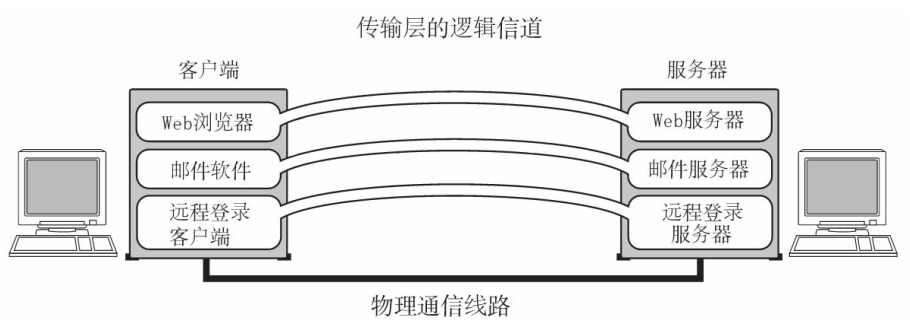 传输层的逻辑信道
客户端
服务器
Web浏览器
Web服务器
邮件软件
邮件服务器
远程登录
客户端
远程登录
服务器
物理通信线路